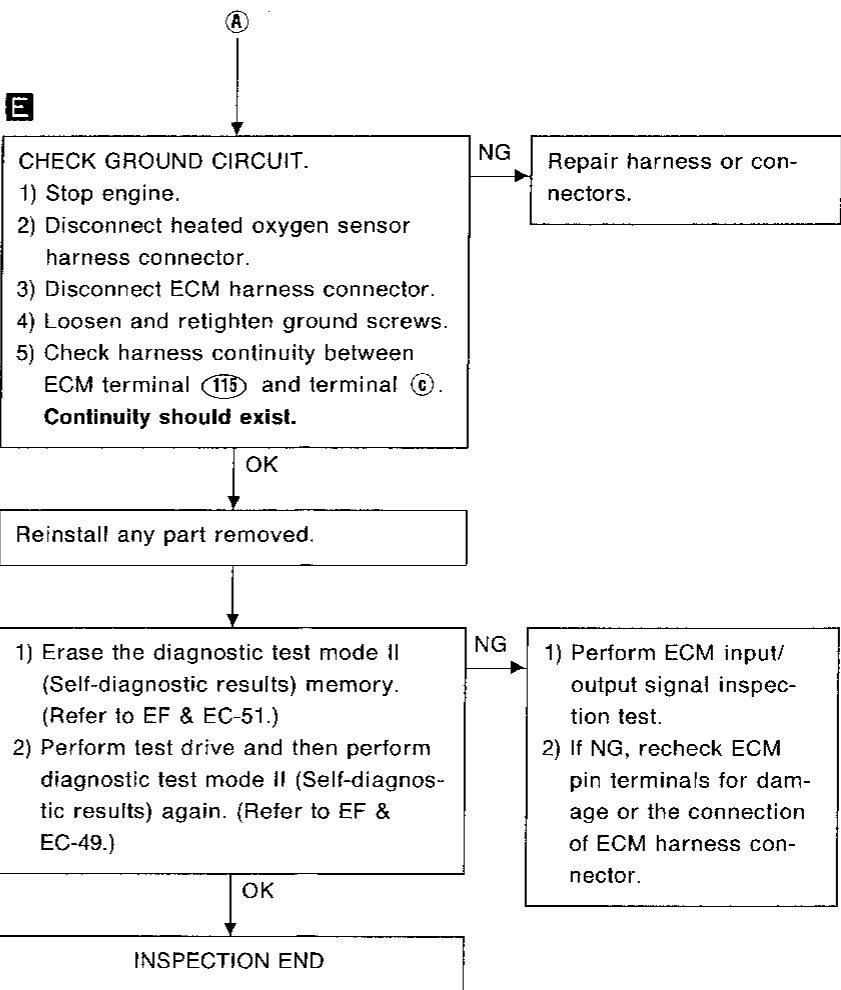 A
E
CHECK GROUND CIRCUIT.
1) Stop engine.
2) Disconnect heated oxygen sensor
harness connector.
3) Disconnect ECM harness connector.
4) Loosen and retighten ground screws.
5) Check harness continuity between
ECM terminal 115 and terminal c.
Continuity should exist.
NG
Repair harness or con-
nectors.
OK
Reinstall any part removed.
1) Erase the diagnostic test mode II
(Self-diagnostic results) memory.
(Refer to EF & EC-51.)
2) Perform test drive and then perform
diagnostic test mode II (Self-diagnos-
tic results) again. (Refer to EF &
EC-49.)
NG
1) Perform ECM input/
output signal inspec-
tion test.
2) If NG, recheck ECM
pin terminals for dam-
age or the connection
of ECM harness con-
nector.
OK
INSPECTION END